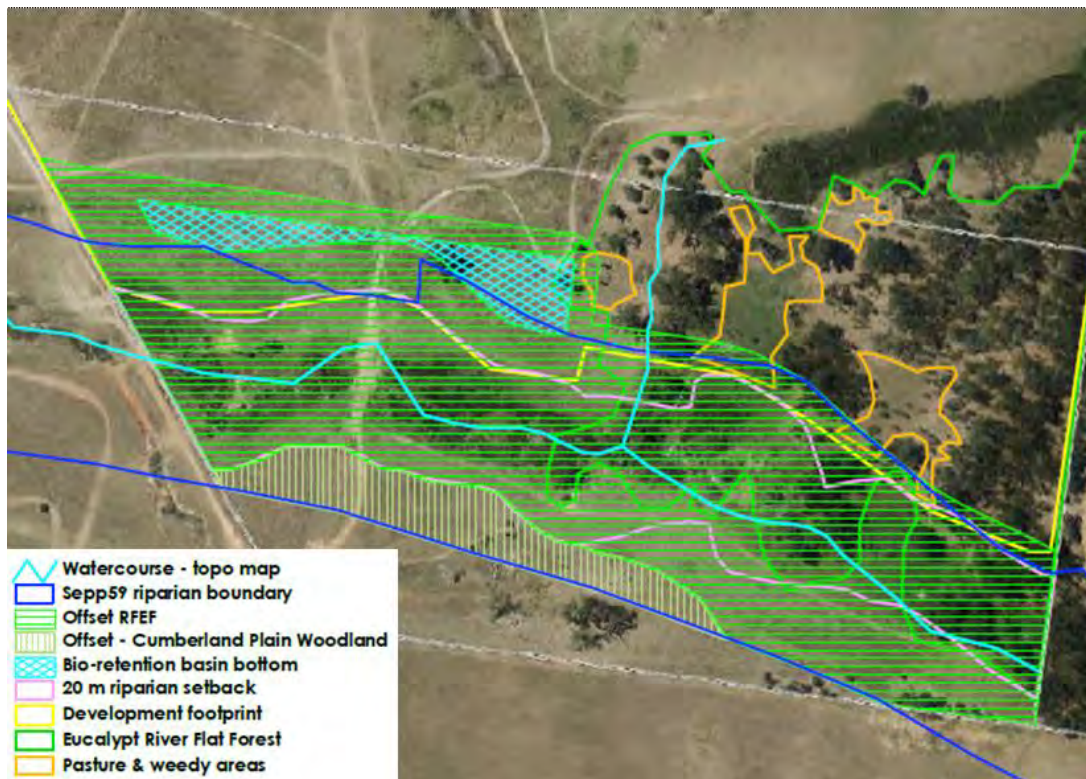 Watercourse - topo map
Sepp59 riparian boundary
Offset RFEF
Offset - Cumberland Plain Woodland
Bio-retention basin bottom
20 m riparian setback
Development footprint
Eucalypt River Flat Forest
Pasture & weedy areas